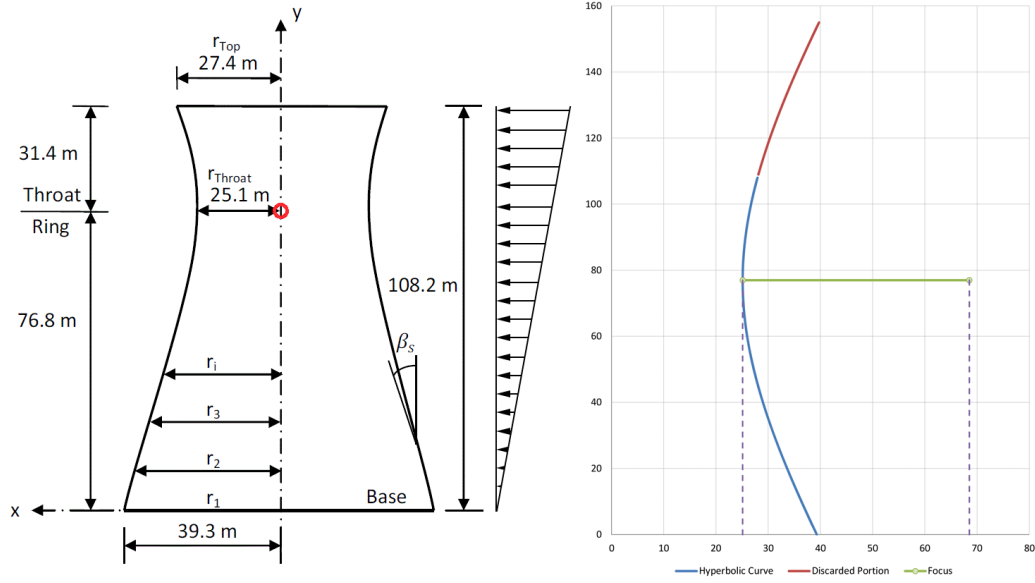 y
r_Top
27.4 m
31.4 m
Throat
Ring
r_Throat
25.1 m
76.8 m
108.2 m
β_S
r_i
r_3
r_2
r_1
Base
x
39.3 m
160
140
120
100
80
60
40
20
0
0 10 20 30 40 50 60 70 80
Hyperbolic Curve Discarded Portion Focus